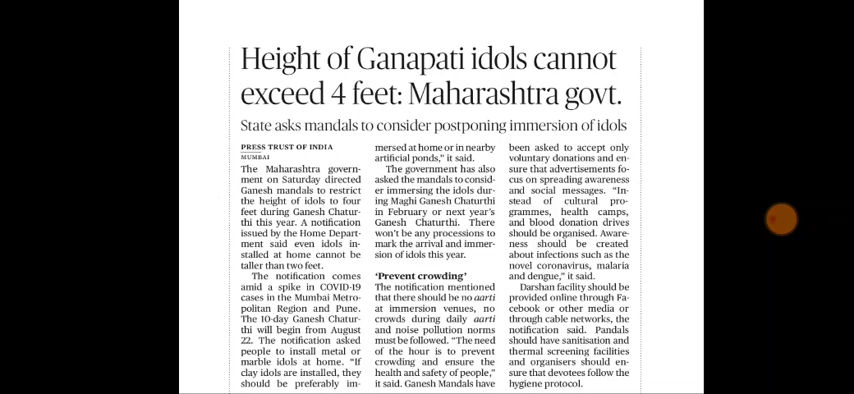 Height of Ganapati idols cannot
exceed 4 feet: Maharashtra govt.
State asks mandals to consider postponing immersion of idols
PRESS TRUST OF INDIA
MUMBAI
The Maharashtra govern-
ment on Saturday directed
Ganesh mandals to restrict
the height of idols to four
feet during Ganesh Chatur-
thi this year. A notification
issued by the Home Depart-
ment said even idols in-
stalled at home cannot be
taller than two feet.
The notification comes
amid a spike in COVID-19
cases in the Mumbai Metro-
politan Region and Pune.
The 10-day Ganesh Chatur-
thi will begin from August
22. The notification asked
people to install metal or
marble idols at home. “If
clay idols are installed, they
should be preferably im-
mersed at home or in nearby
artificial ponds,” it said.
The government has also
asked the mandals to consid-
er immersing the idols dur-
ing Maghi Ganesh Chaturthi
in February or next year’s
Ganesh Chaturthi. There
won’t be any processions to
mark the arrival and immer-
sion of idols this year.
‘Prevent crowding’
The notification mentioned
that there should be no aarti
at immersion venues, no
crowds during daily aarti
and noise pollution norms
must be followed. “The need
of the hour is to prevent
crowding and ensure the
health and safety of people,”
it said. Ganesh Mandals have
been asked to accept only
voluntary donations and en-
sure that advertisements fo-
cus on spreading awareness
and social messages. “In-
stead of cultural pro-
grammes, health camps,
and blood donation drives
should be organised. Aware-
ness should be created
about infections such as the
novel coronavirus, malaria
and dengue,” it said.
Darshan facility should be
provided online through Fa-
cebook or other media or
through cable networks, the
notification said. Pandals
should have sanitisation and
thermal screening facilities
and organisers should en-
sure that devotees follow the
hygiene protocol.